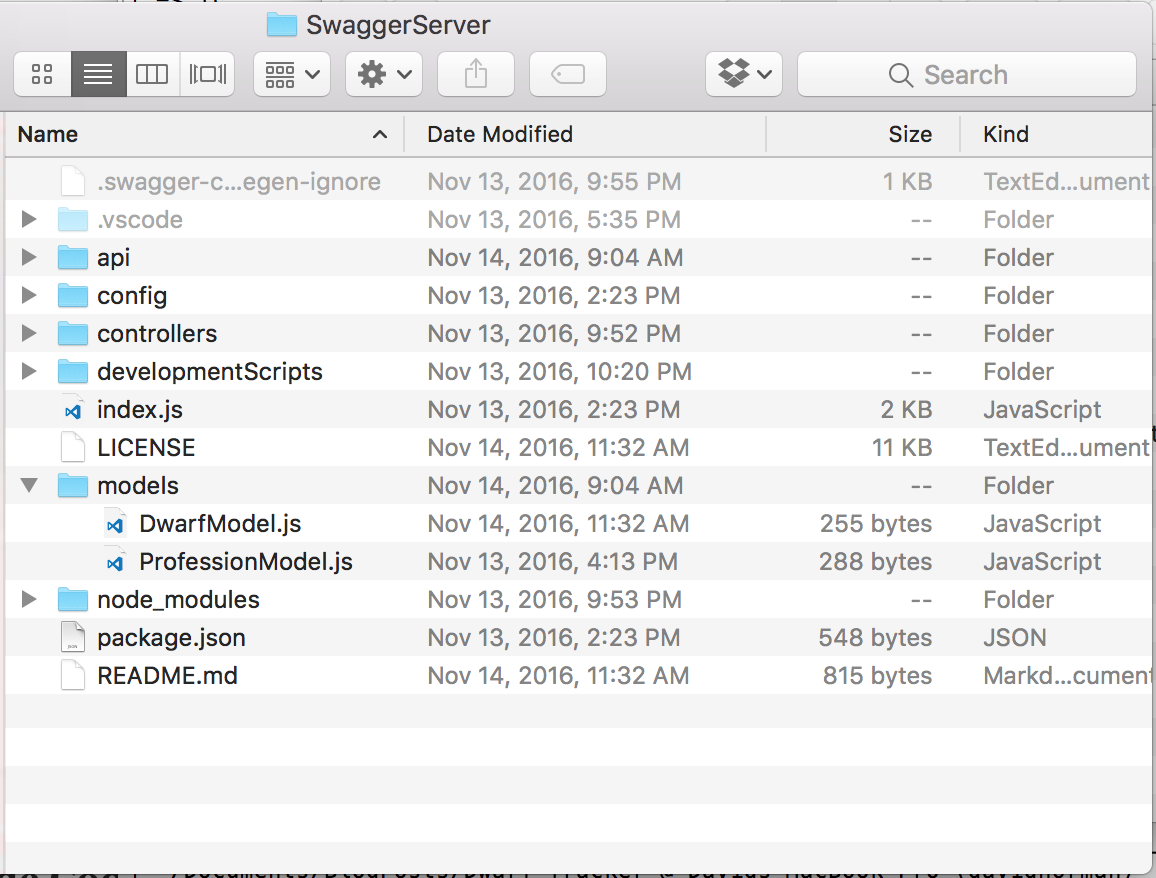 SwaggerServer
Search
Name Date Modified Size Kind
.swagger-c...egen-ignore Nov 13, 2016, 9:55 PM 1 KB TextEd...ument
.vscode Nov 13, 2016, 5:35 PM -- Folder
api Nov 14, 2016, 9:04 AM -- Folder
config Nov 13, 2016, 2:23 PM -- Folder
controllers Nov 13, 2016, 9:52 PM -- Folder
developmentScripts Nov 13, 2016, 10:20 PM -- Folder
index.js Nov 13, 2016, 2:23 PM 2 KB JavaScript
LICENSE Nov 14, 2016, 11:32 AM 11 KB TextEd...ument
models Nov 14, 2016, 9:04 AM -- Folder
DwarfModel.js Nov 14, 2016, 11:32 AM 255 bytes JavaScript
ProfessionModel.js Nov 13, 2016, 4:13 PM 288 bytes JavaScript
node_modules Nov 13, 2016, 9:53 PM -- Folder
package.json Nov 13, 2016, 2:23 PM 548 bytes JSON
README.md Nov 14, 2016, 11:32 AM 815 bytes Markd...cument